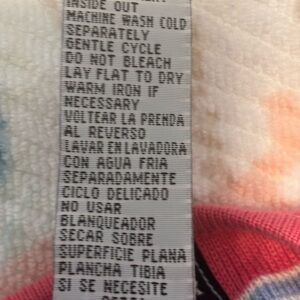 INSIDE OUT
MACHINE WASH COLD
SEPARATELY
GENTLE CYCLE
DO NOT BLEACH
LAY FLAT TO DRY
WARM IRON IF
NECESSARY
VOLTEAR LA PRENDA
AL REVERSO
LAVAR EN LAVADORA
CON AGUA FRIA
SEPARADAMENTE
CICLO DELICADO
NO USAR
BLANQUEADOR
SECAR SOBRE
SUPERFICIE PLANA
PLANCHA TIBIA
SI SE NECESITE